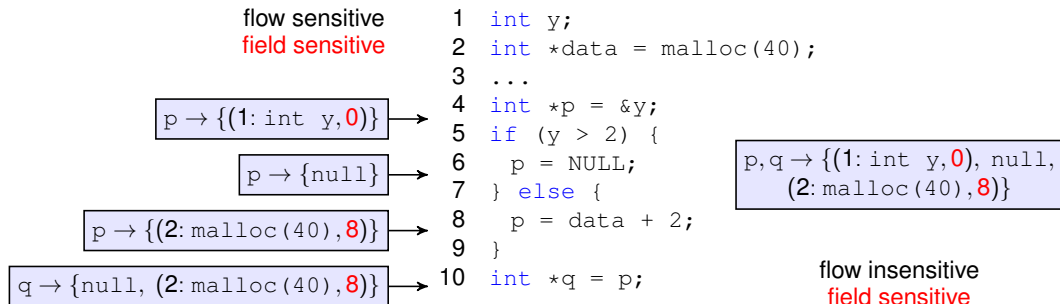 flow sensitive
field sensitive
1 int y;
2 int *data = malloc(40);
3 ...
p → {(1: int y,0)}
4 int *p = &y;
5 if (y > 2) {
p → {null}
6 p = NULL;
7 } else {
p → {(2: malloc(40),8)}
8 p = data + 2;
9 }
q → {null, (2: malloc(40),8)}
10 int *q = p;
p,q → {(1: int y,0), null,
(2: malloc(40),8)}
flow insensitive
field sensitive